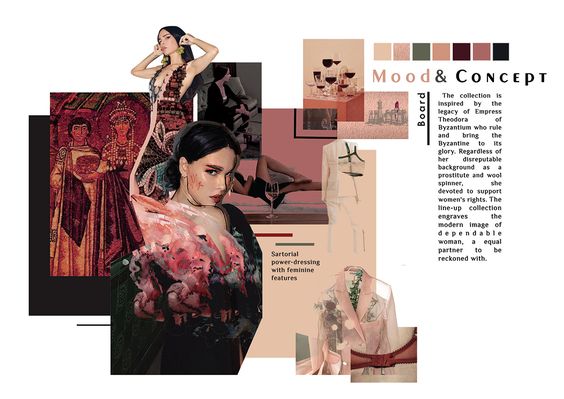 Mood & Concept
Board
The collection is
inspired by the
legacy of Empress
Theodora of
Byzantium who rule
and bring the
Byzantine to its
glory. Regardless of
her disreputable
background as a
prostitute and wool
spinner, she
devoted to support
women's rights. The
line-up collection
engraves the
modern image of
dependable
woman, a equal
partner to be
reckoned with.
Sartorial
power-dressing
with feminine
features